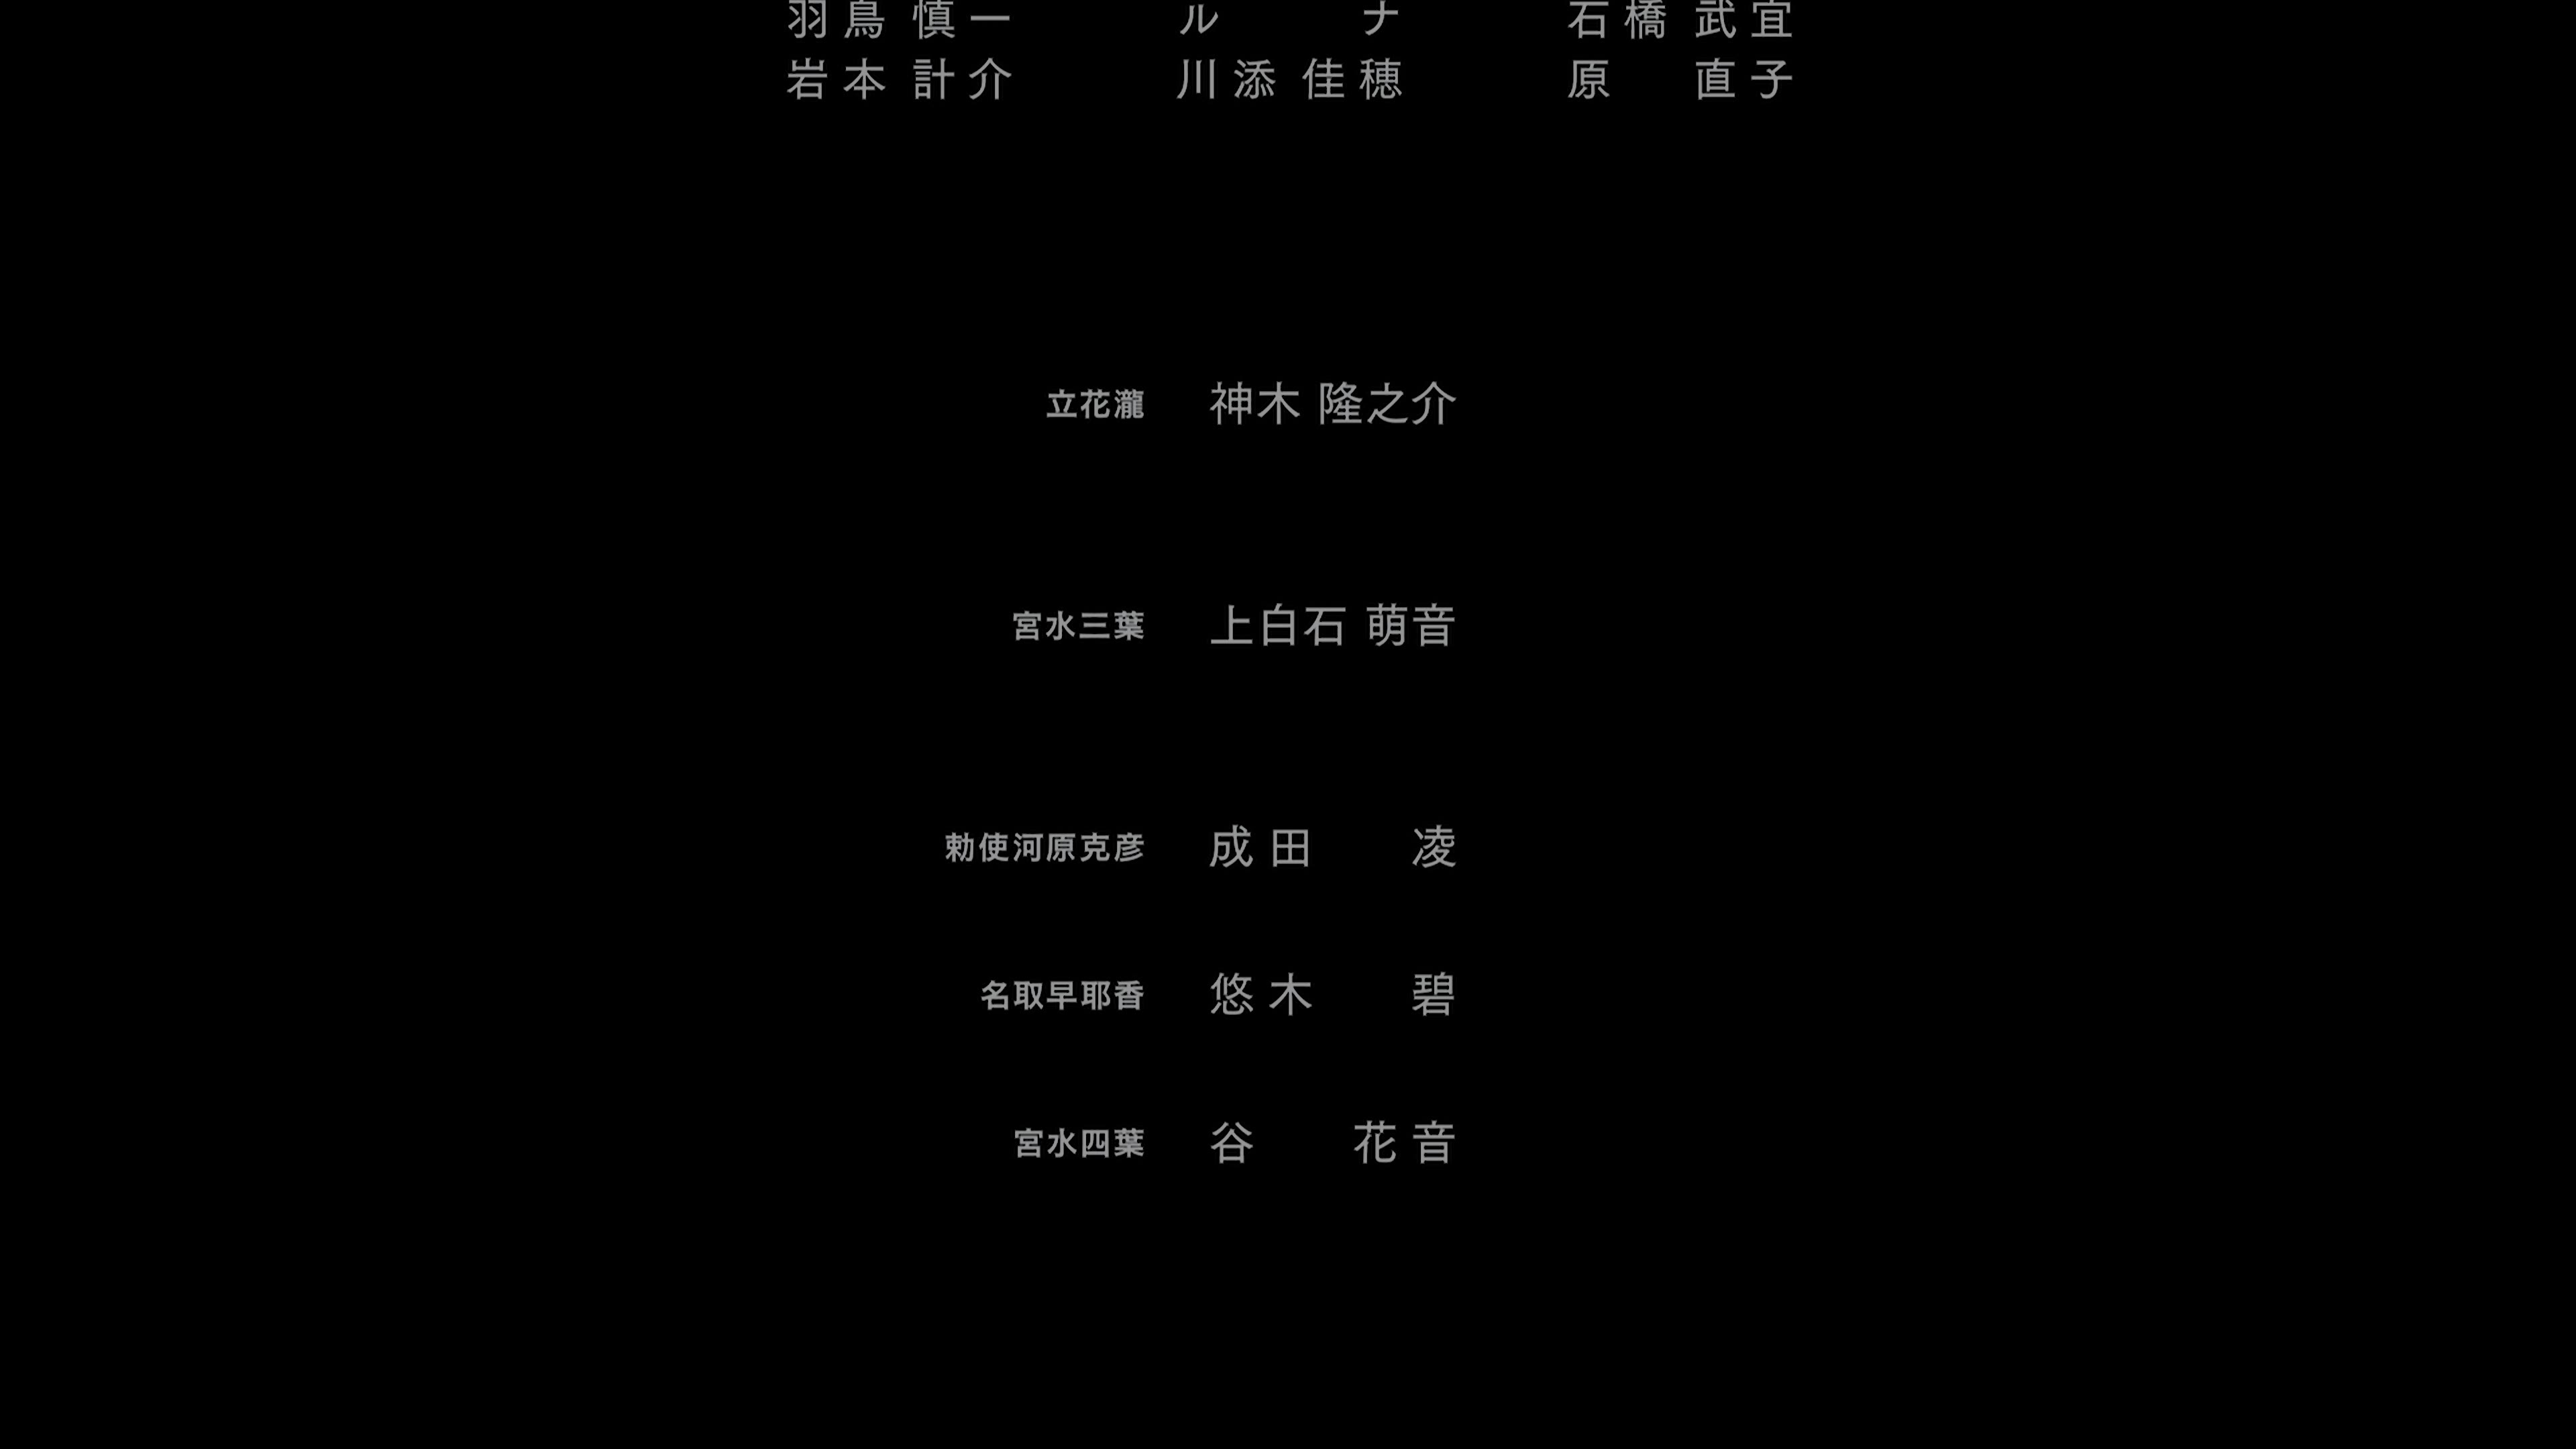 羽鳥 慎一 ルナ 石橋 武宜
岩本 計介 川添 佳穂 原 直子
立花瀧 神木 隆之介
宮水三葉 上白石 萌音
勅使河原克彦 成田 凌
名取早耶香 悠木 碧
宮水四葉 谷 花音